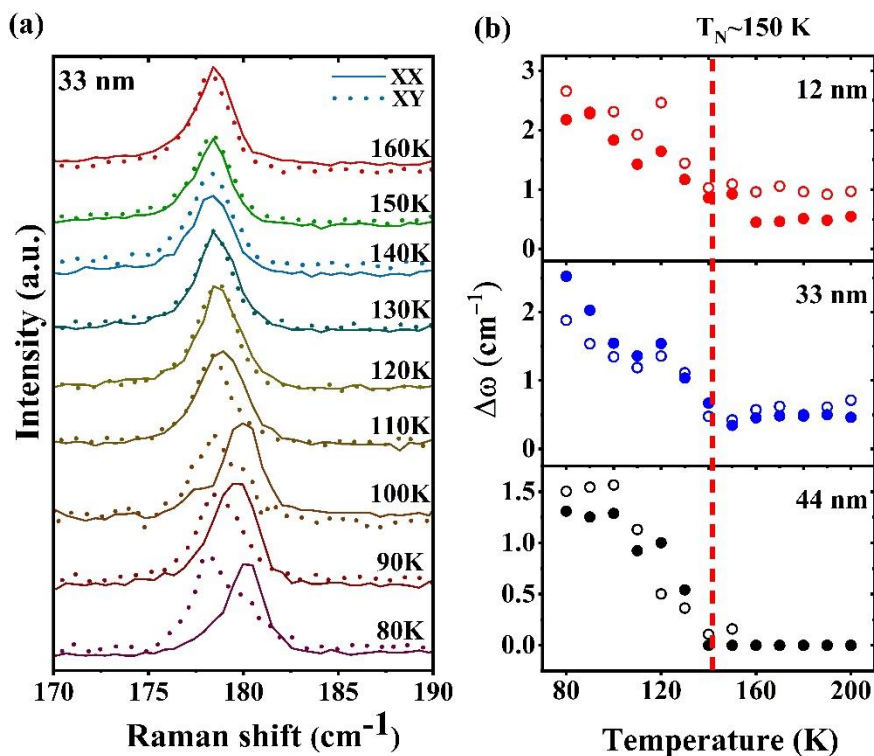 (a)
33 nm
XX
XY
160K
150K
140K
130K
120K
110K
100K
90K
80K
Intensity (a.u.)
170 175 180 185 190
Raman shift (cm⁻¹)
(b)
T_N~150 K
12 nm
3
2
1
0
33 nm
2
1
0
44 nm
1.5
1.0
0.5
0.0
Δω (cm⁻¹)
80 120 160 200
Temperature (K)